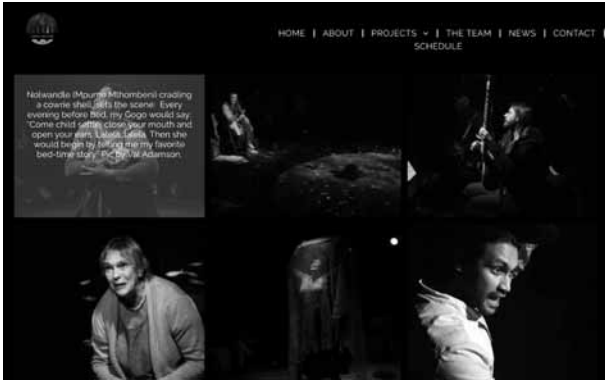 HOME | ABOUT | PROJECTS | THE TEAM | NEWS | CONTACT |
SCHEDULE
Nolwandle (Mpume Mthombeni) cradling
a cowrie shell, sets the scene: Every
evening before bed, my Gogo would say:
"Come child settle, close your mouth and
open your ears. Lalela, lalela. Then she
would begin by telling me my favorite
bed-time story" Pic by Val Adamson.